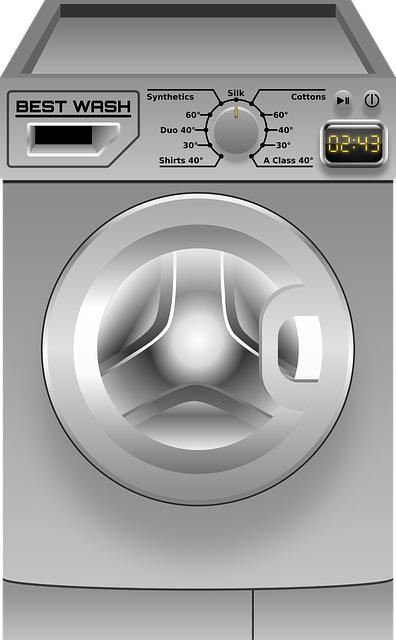 BEST WASH
Synthetics Silk Cottons
60° 60°
Duo 40° 40°
30° 30°
Shirts 40° A Class 40°
02:43